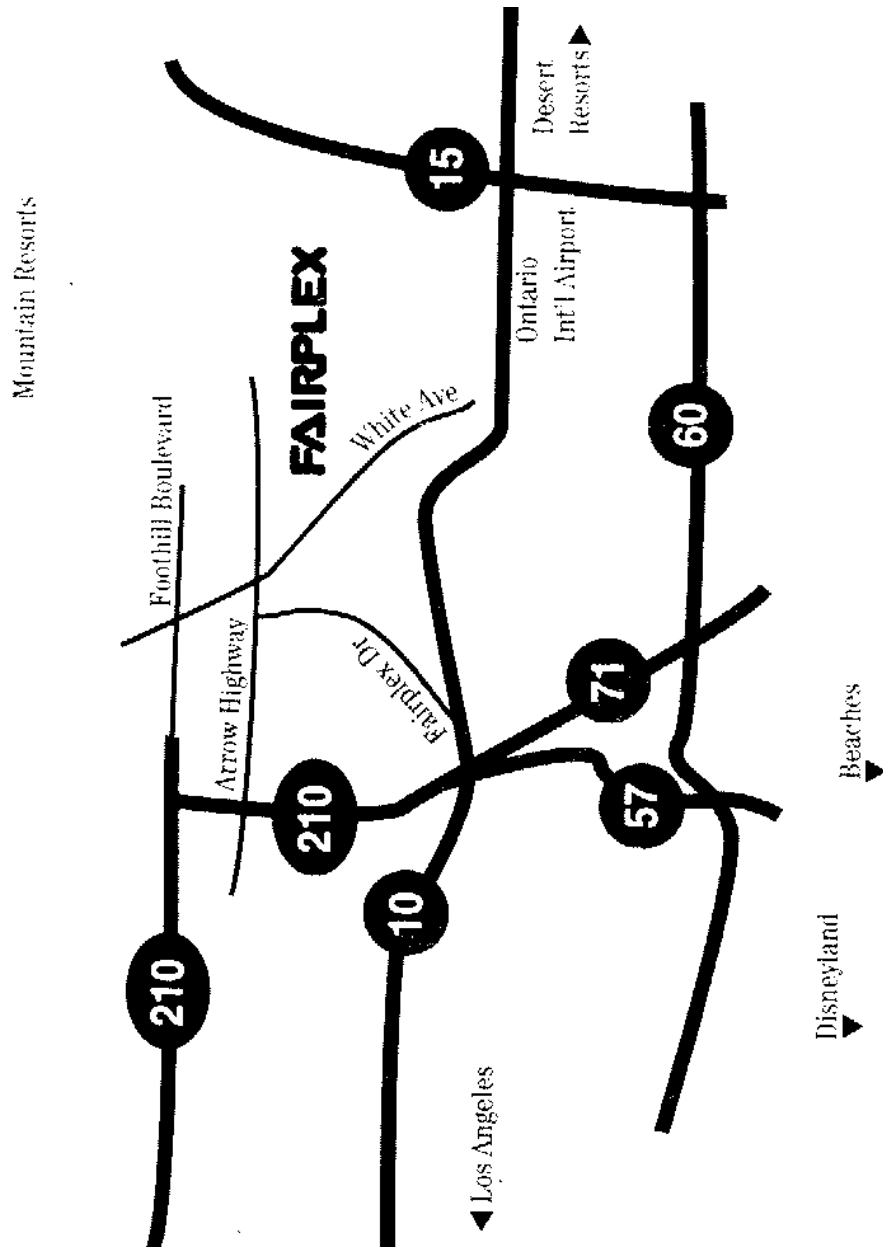 Mountain Resorts
Foothill Boulevard
210
Arrow Highway
210
FAIRPLEX
15
White Ave
Fairplex Dr
10
Los Angeles
Ontario
Int'l Airport
Desert
Resorts
71
57
60
Disneyland
Beaches